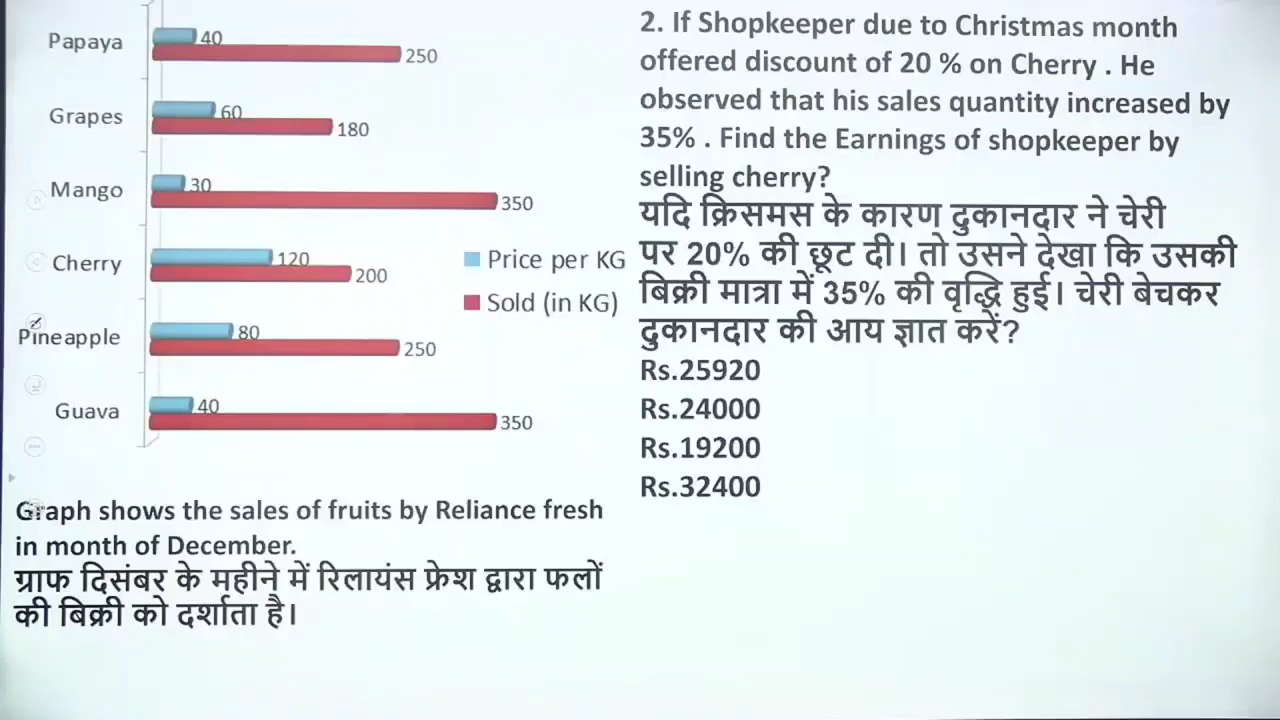 Papaya
40
250
Grapes
60
180
Mango
30
350
Cherry
120
200
Price per KG
Sold (in KG)
Pineapple
80
250
Guava
40
350
Graph shows the sales of fruits by Reliance fresh
in month of December.
ग्राफ दिसंबर के महीने में रिलायंस फ्रेश द्वारा फलों
की बिक्री को दर्शाता है।
2. If Shopkeeper due to Christmas month
offered discount of 20 % on Cherry . He
observed that his sales quantity increased by
35% . Find the Earnings of shopkeeper by
selling cherry?
यदि क्रिसमस के कारण दुकानदार ने चेरी
पर 20% की छूट दी। तो उसने देखा कि उसकी
बिक्री मात्रा में 35% की वृद्धि हुई। चेरी बेचकर
दुकानदार की आय ज्ञात करें?
Rs.25920
Rs.24000
Rs.19200
Rs.32400